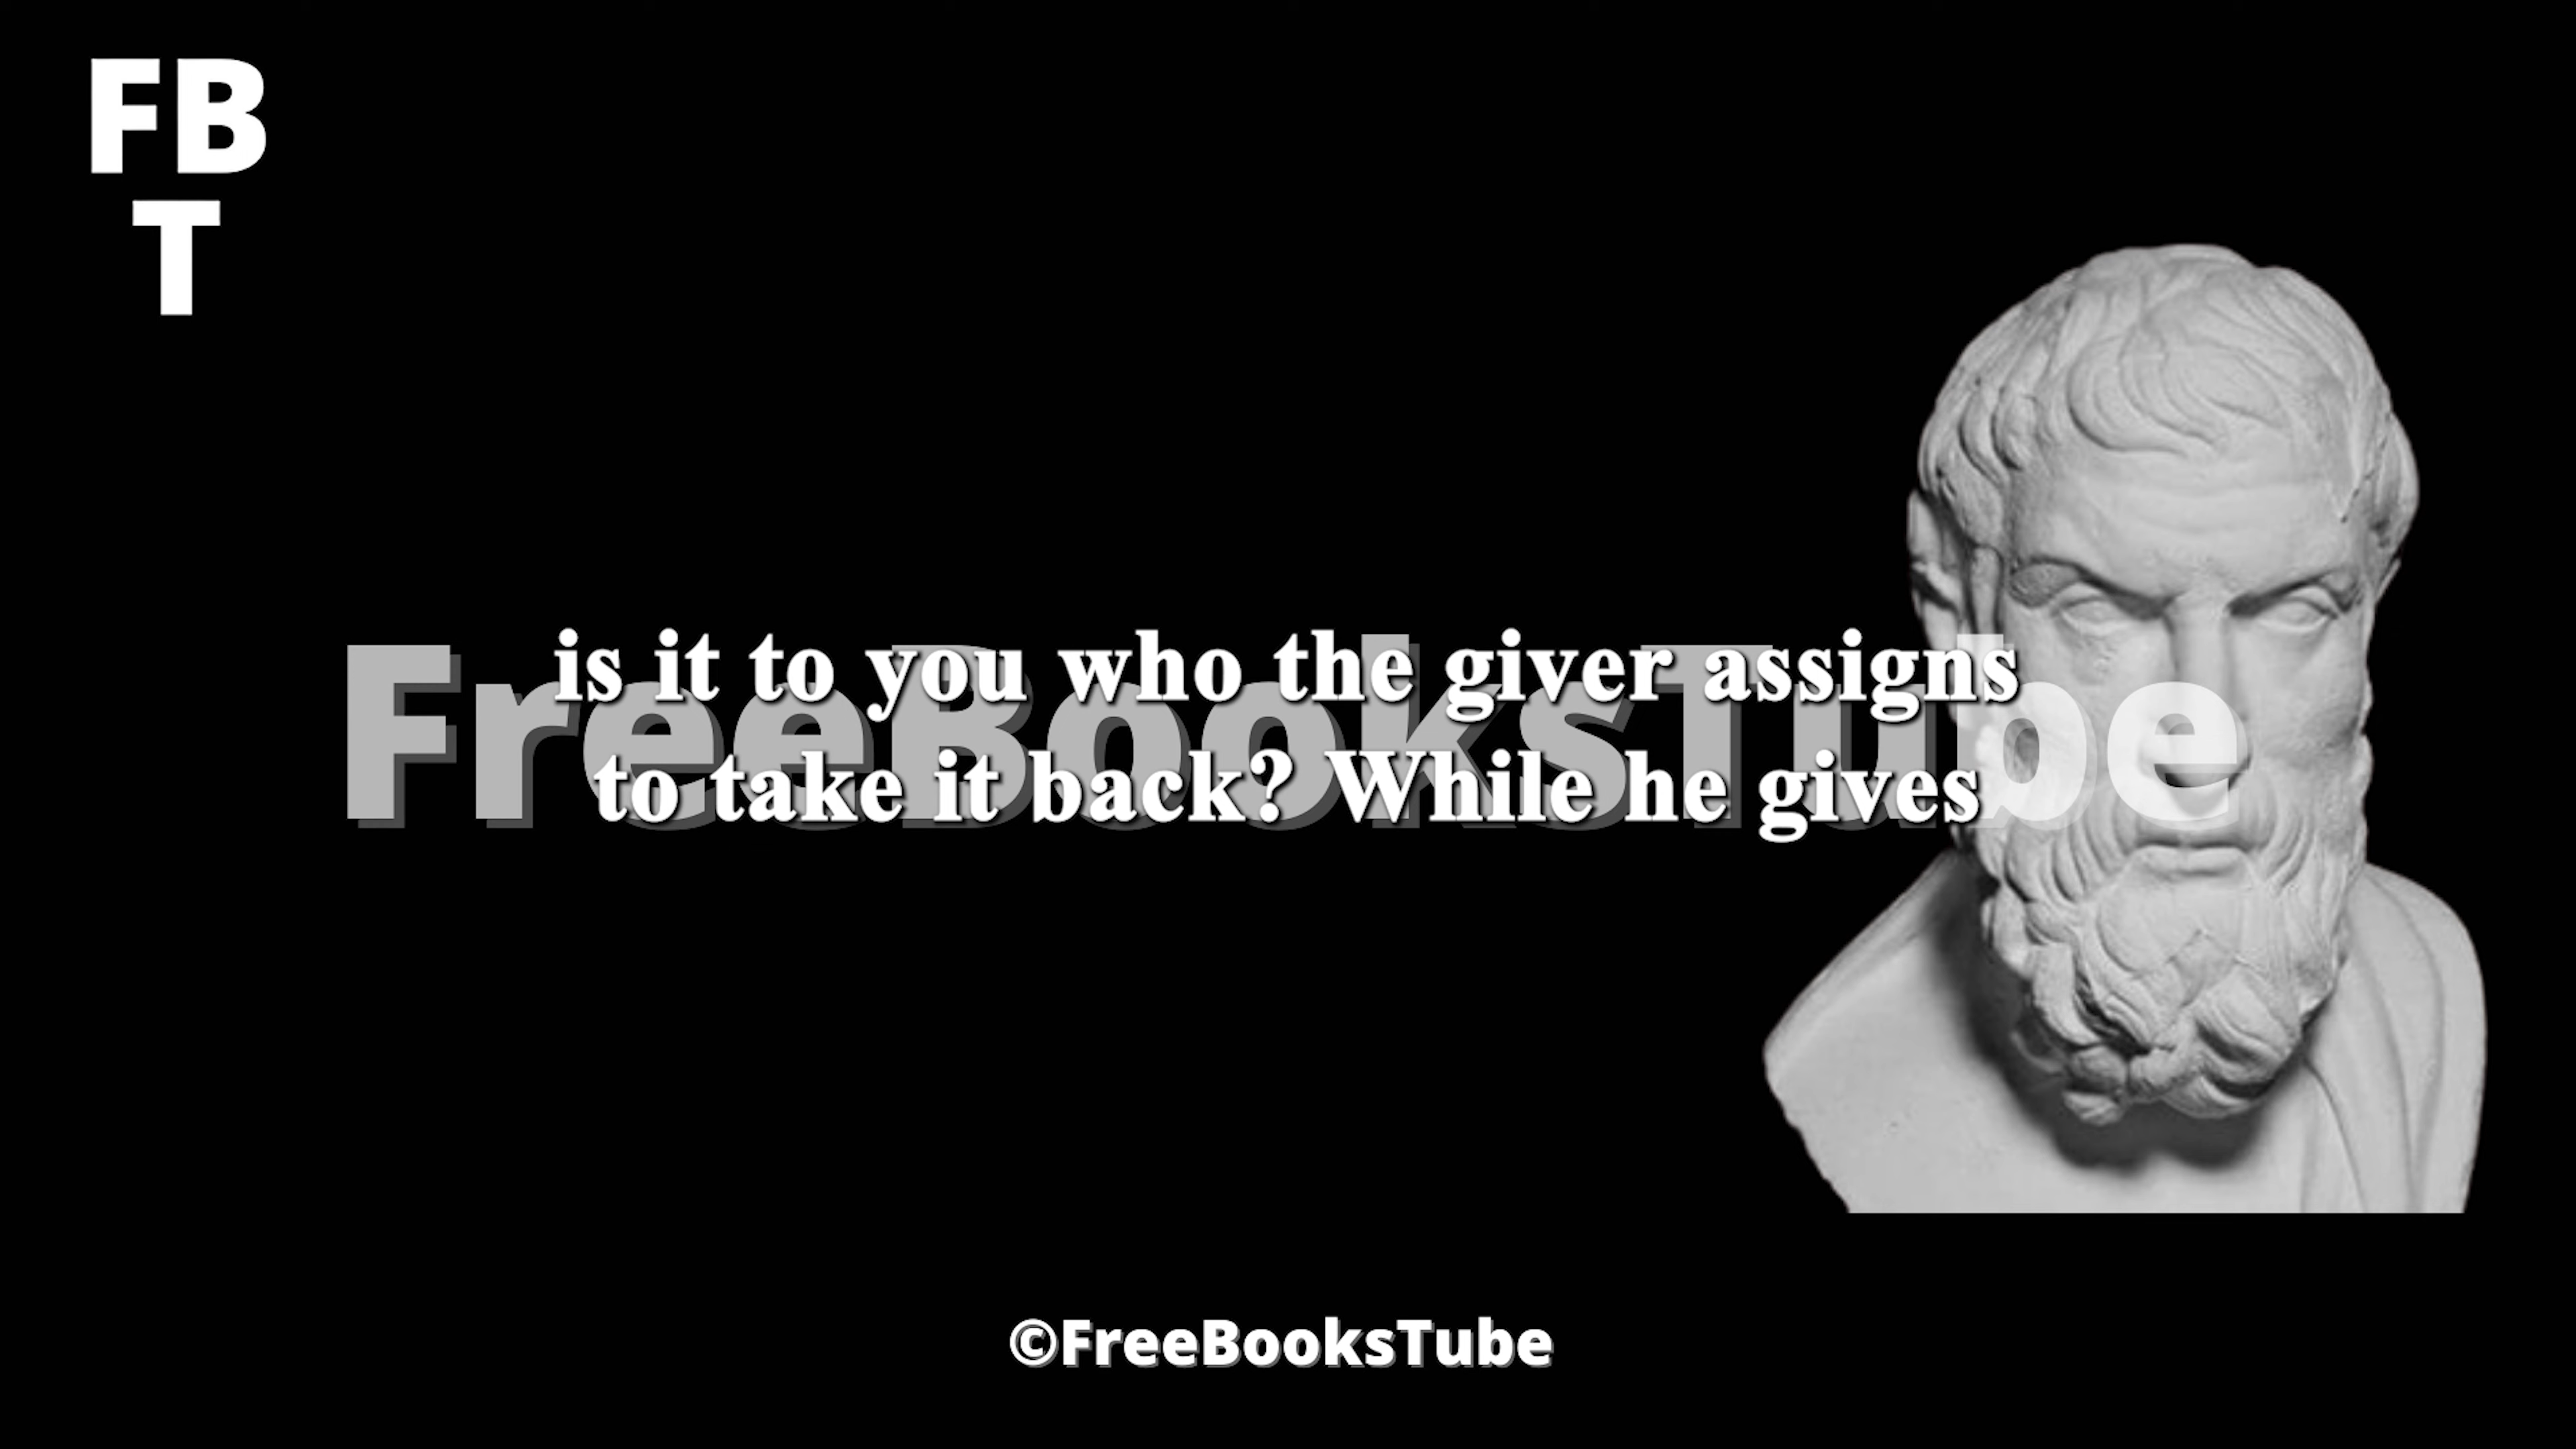 FB
T
is it to you who the giver assigns
FreeBooksTube
to take it back? While he gives
©FreeBooksTube